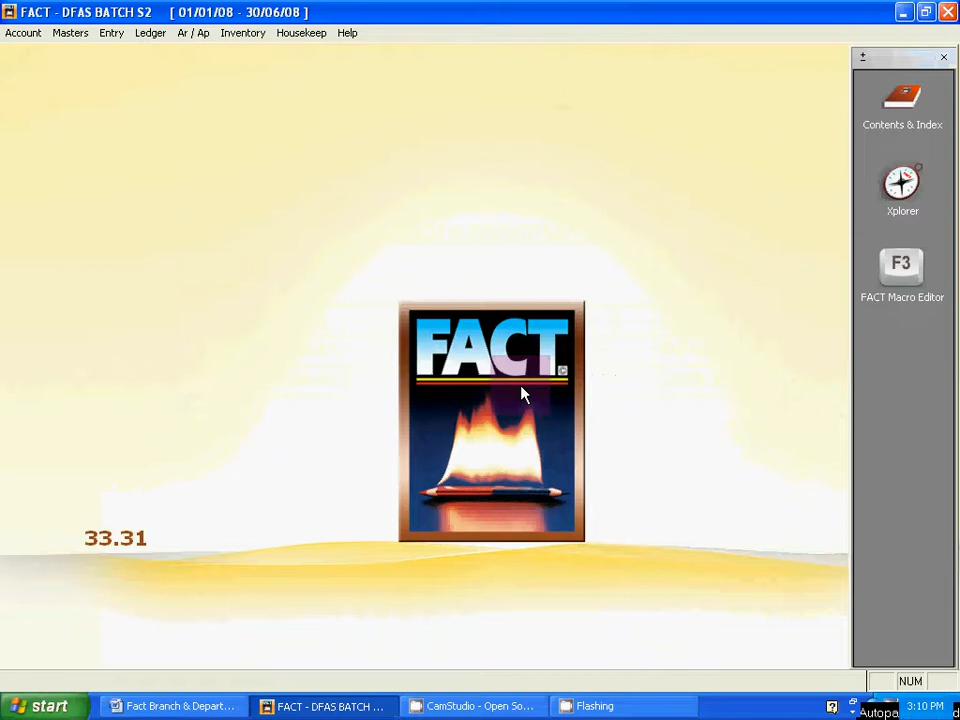 FACT - DFAS BATCH S2 [ 01/01/08 - 30/06/08 ]
Account Masters Entry Ledger Ar / Ap Inventory Housekeep Help
Contents & Index
Xplorer
F3
FACT Macro Editor
FACT
33.31
NUM
start Fact Branch & Depart... FACT - DFAS BATCH ... CamStudio - Open So... Flashing 3:10 PM
Autopa